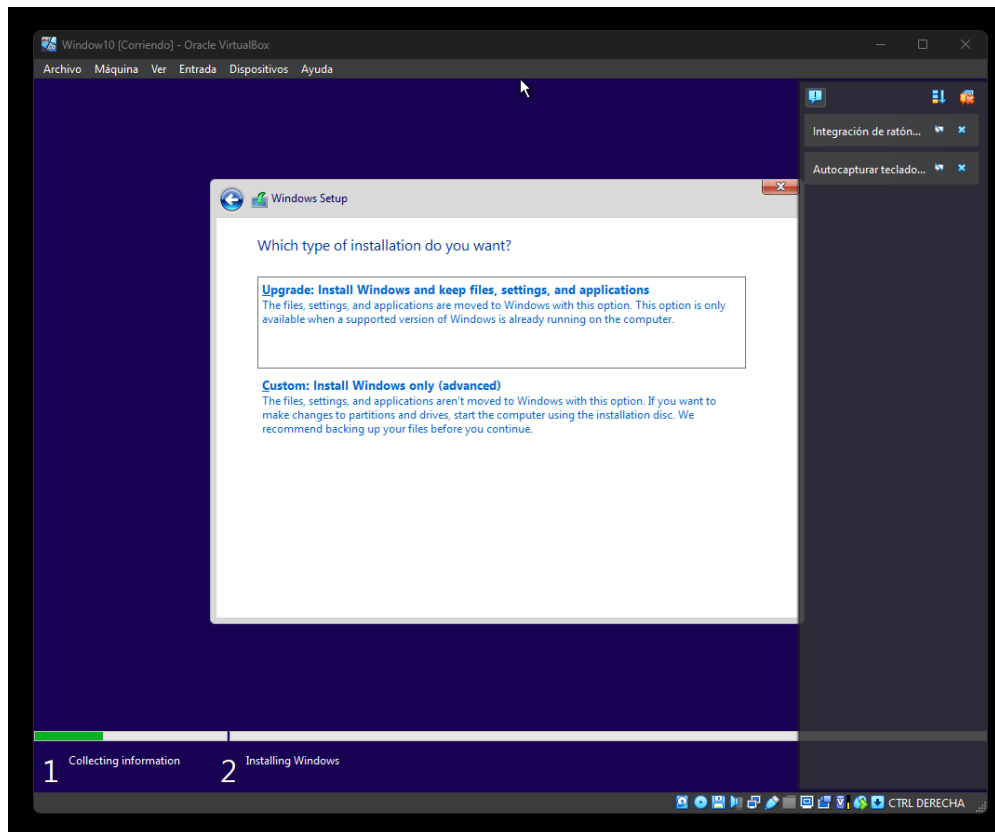 Window10 [Corriendo] - Oracle VirtualBox
Archivo Máquina Ver Entrada Dispositivos Ayuda
Integración de ratón...
Autocapturar teclado...
Windows Setup
Which type of installation do you want?
Upgrade: Install Windows and keep files, settings, and applications
The files, settings, and applications are moved to Windows with this option. This option is only
available when a supported version of Windows is already running on the computer.
Custom: Install Windows only (advanced)
The files, settings, and applications aren't moved to Windows with this option. If you want to
make changes to partitions and drives, start the computer using the installation disc. We
recommend backing up your files before you continue.
1 Collecting information 2 Installing Windows
CTRL DERECHA